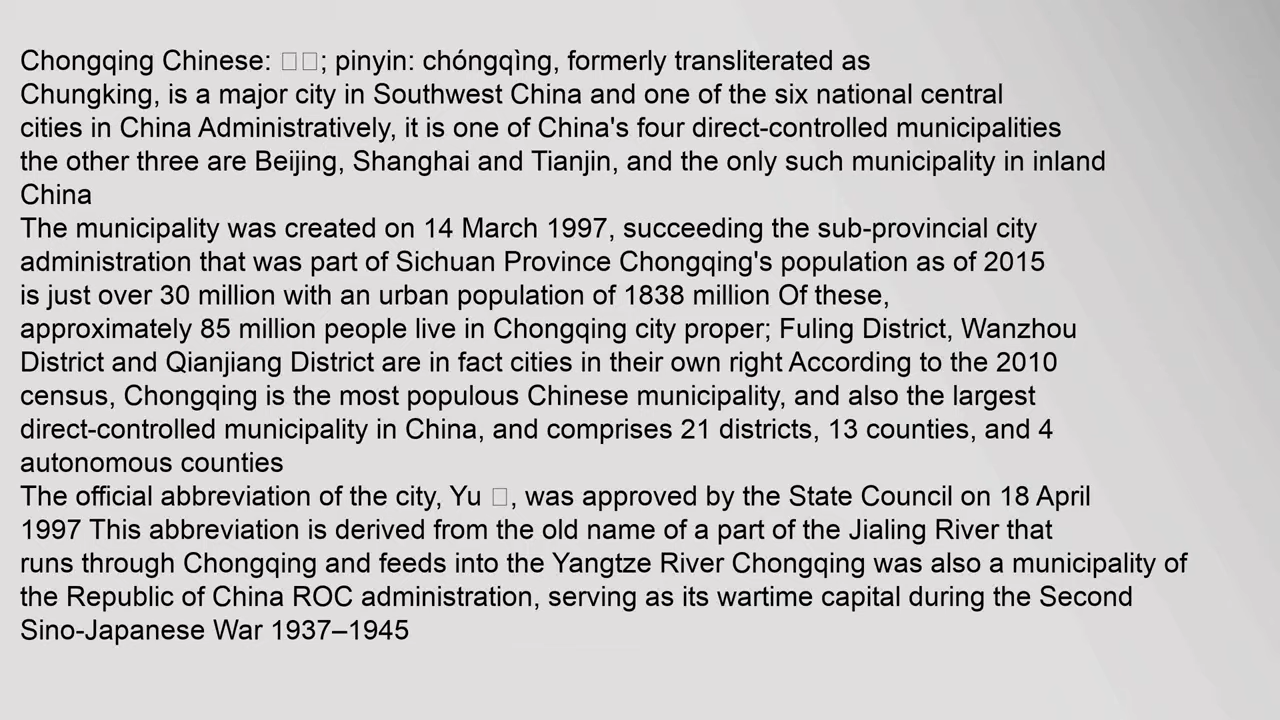 Chongqing Chinese: □□; pinyin: chóngqìng, formerly transliterated as
Chungking, is a major city in Southwest China and one of the six national central
cities in China Administratively, it is one of China's four direct-controlled municipalities
the other three are Beijing, Shanghai and Tianjin, and the only such municipality in inland
China
The municipality was created on 14 March 1997, succeeding the sub-provincial city
administration that was part of Sichuan Province Chongqing's population as of 2015
is just over 30 million with an urban population of 1838 million Of these,
approximately 85 million people live in Chongqing city proper; Fuling District, Wanzhou
District and Qianjiang District are in fact cities in their own right According to the 2010
census, Chongqing is the most populous Chinese municipality, and also the largest
direct-controlled municipality in China, and comprises 21 districts, 13 counties, and 4
autonomous counties
The official abbreviation of the city, Yu □, was approved by the State Council on 18 April
1997 This abbreviation is derived from the old name of a part of the Jialing River that
runs through Chongqing and feeds into the Yangtze River Chongqing was also a municipality of
the Republic of China ROC administration, serving as its wartime capital during the Second
Sino-Japanese War 1937–1945